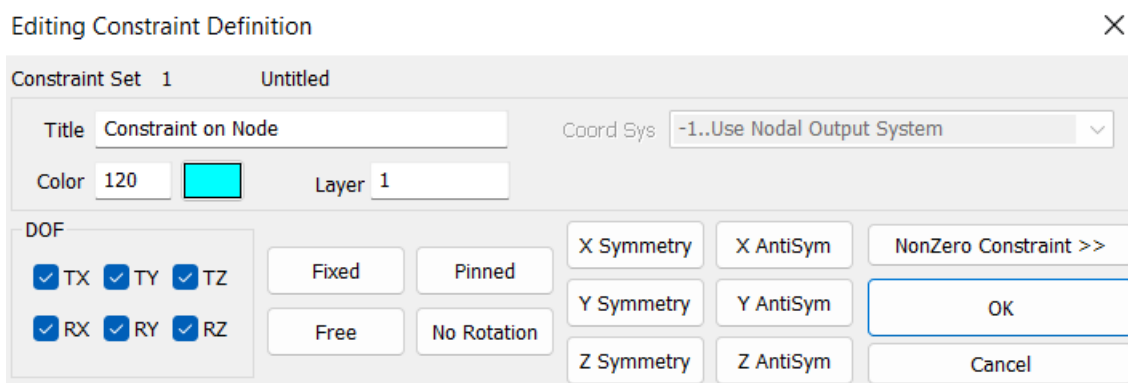 Editing Constraint Definition
Constraint Set 1 Untitled
Title Constraint on Node Coord Sys -1..Use Nodal Output System
Color 120 Layer 1
DOF
TX TY TZ
RX RY RZ
Fixed Pinned
Free No Rotation
X Symmetry X AntiSym
Y Symmetry Y AntiSym
Z Symmetry Z AntiSym
NonZero Constraint >>
OK
Cancel